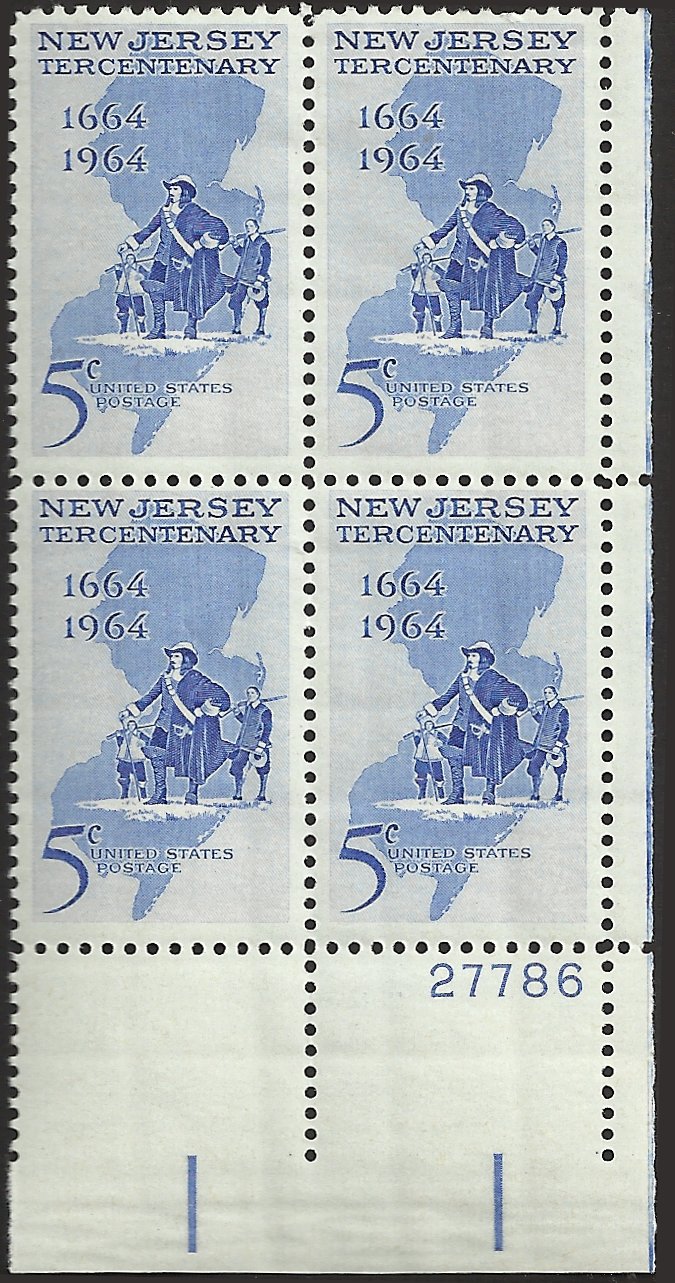 NEW JERSEY
TERCENTENARY
1664
1964
5c
UNITED STATES
POSTAGE
NEW JERSEY
TERCENTENARY
1664
1964
5c
UNITED STATES
POSTAGE
NEW JERSEY
TERCENTENARY
1664
1964
5c
UNITED STATES
POSTAGE
NEW JERSEY
TERCENTENARY
1664
1964
5c
UNITED STATES
POSTAGE
27786